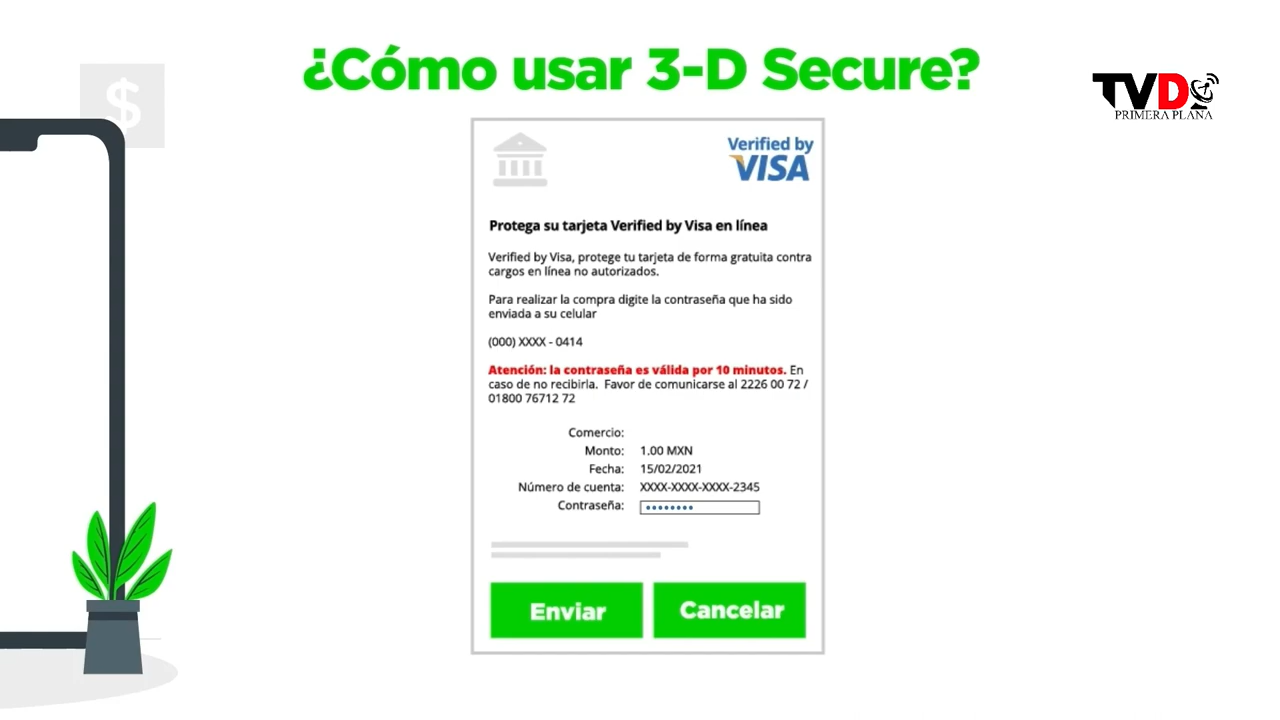 ¿Cómo usar 3-D Secure?
$
TVD
PRIMERA PLANA
Verified by
VISA
Protega su tarjeta Verified by Visa en línea
Verified by Visa, protege tu tarjeta de forma gratuita contra
cargos en línea no autorizados.
Para realizar la compra digite la contraseña que ha sido
enviada a su celular
(000) XXXX - 0414
Atención: la contraseña es válida por 10 minutos. En
caso de no recibirla. Favor de comunicarse al 2226 00 72 /
01800 76712 72
Comercio:
Monto: 1.00 MXN
Fecha: 15/02/2021
Número de cuenta: XXXX-XXXX-XXXX-2345
Contraseña: ••••••••
Enviar Cancelar